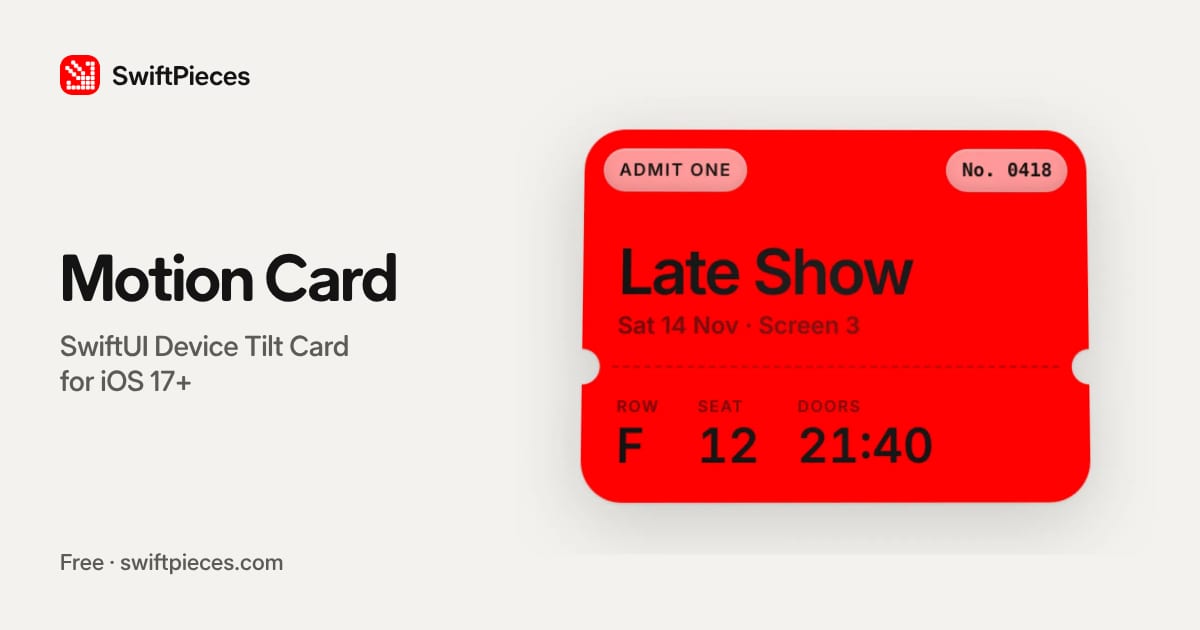 SwiftPieces
Motion Card
SwiftUI Device Tilt Card
for iOS 17+
Free · swiftpieces.com
ADMIT ONE
No. 0418
Late Show
Sat 14 Nov · Screen 3
ROW SEAT DOORS
F 12 21:40